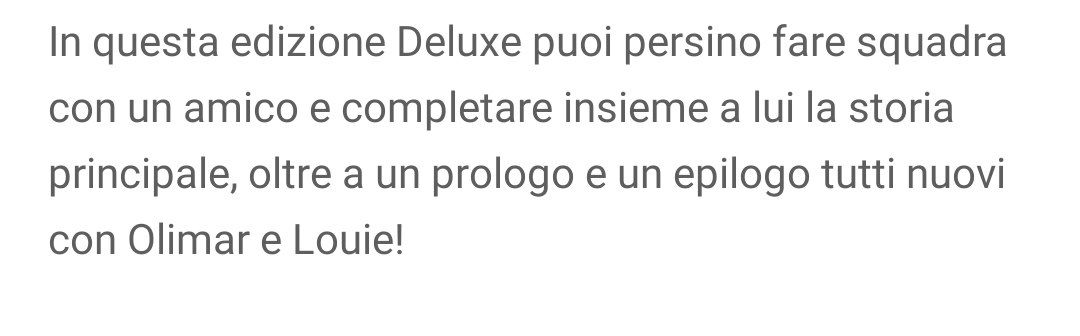 In questa edizione Deluxe puoi persino fare squadra
con un amico e completare insieme a lui la storia
principale, oltre a un prologo e un epilogo tutti nuovi
con Olimar e Louie!